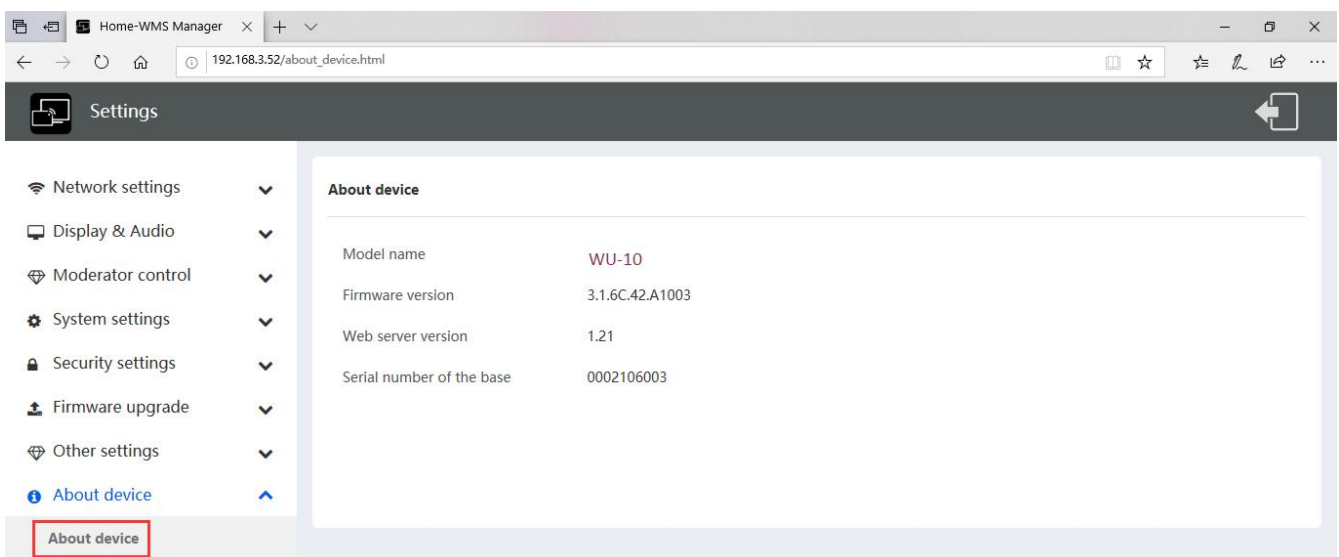 Home-WMS Manager
192.168.3.52/about_device.html
Settings
Network settings
Display & Audio
Moderator control
System settings
Security settings
Firmware upgrade
Other settings
About device
About device
About device
Model name WU-10
Firmware version 3.1.6C.42.A1003
Web server version 1.21
Serial number of the base 0002106003